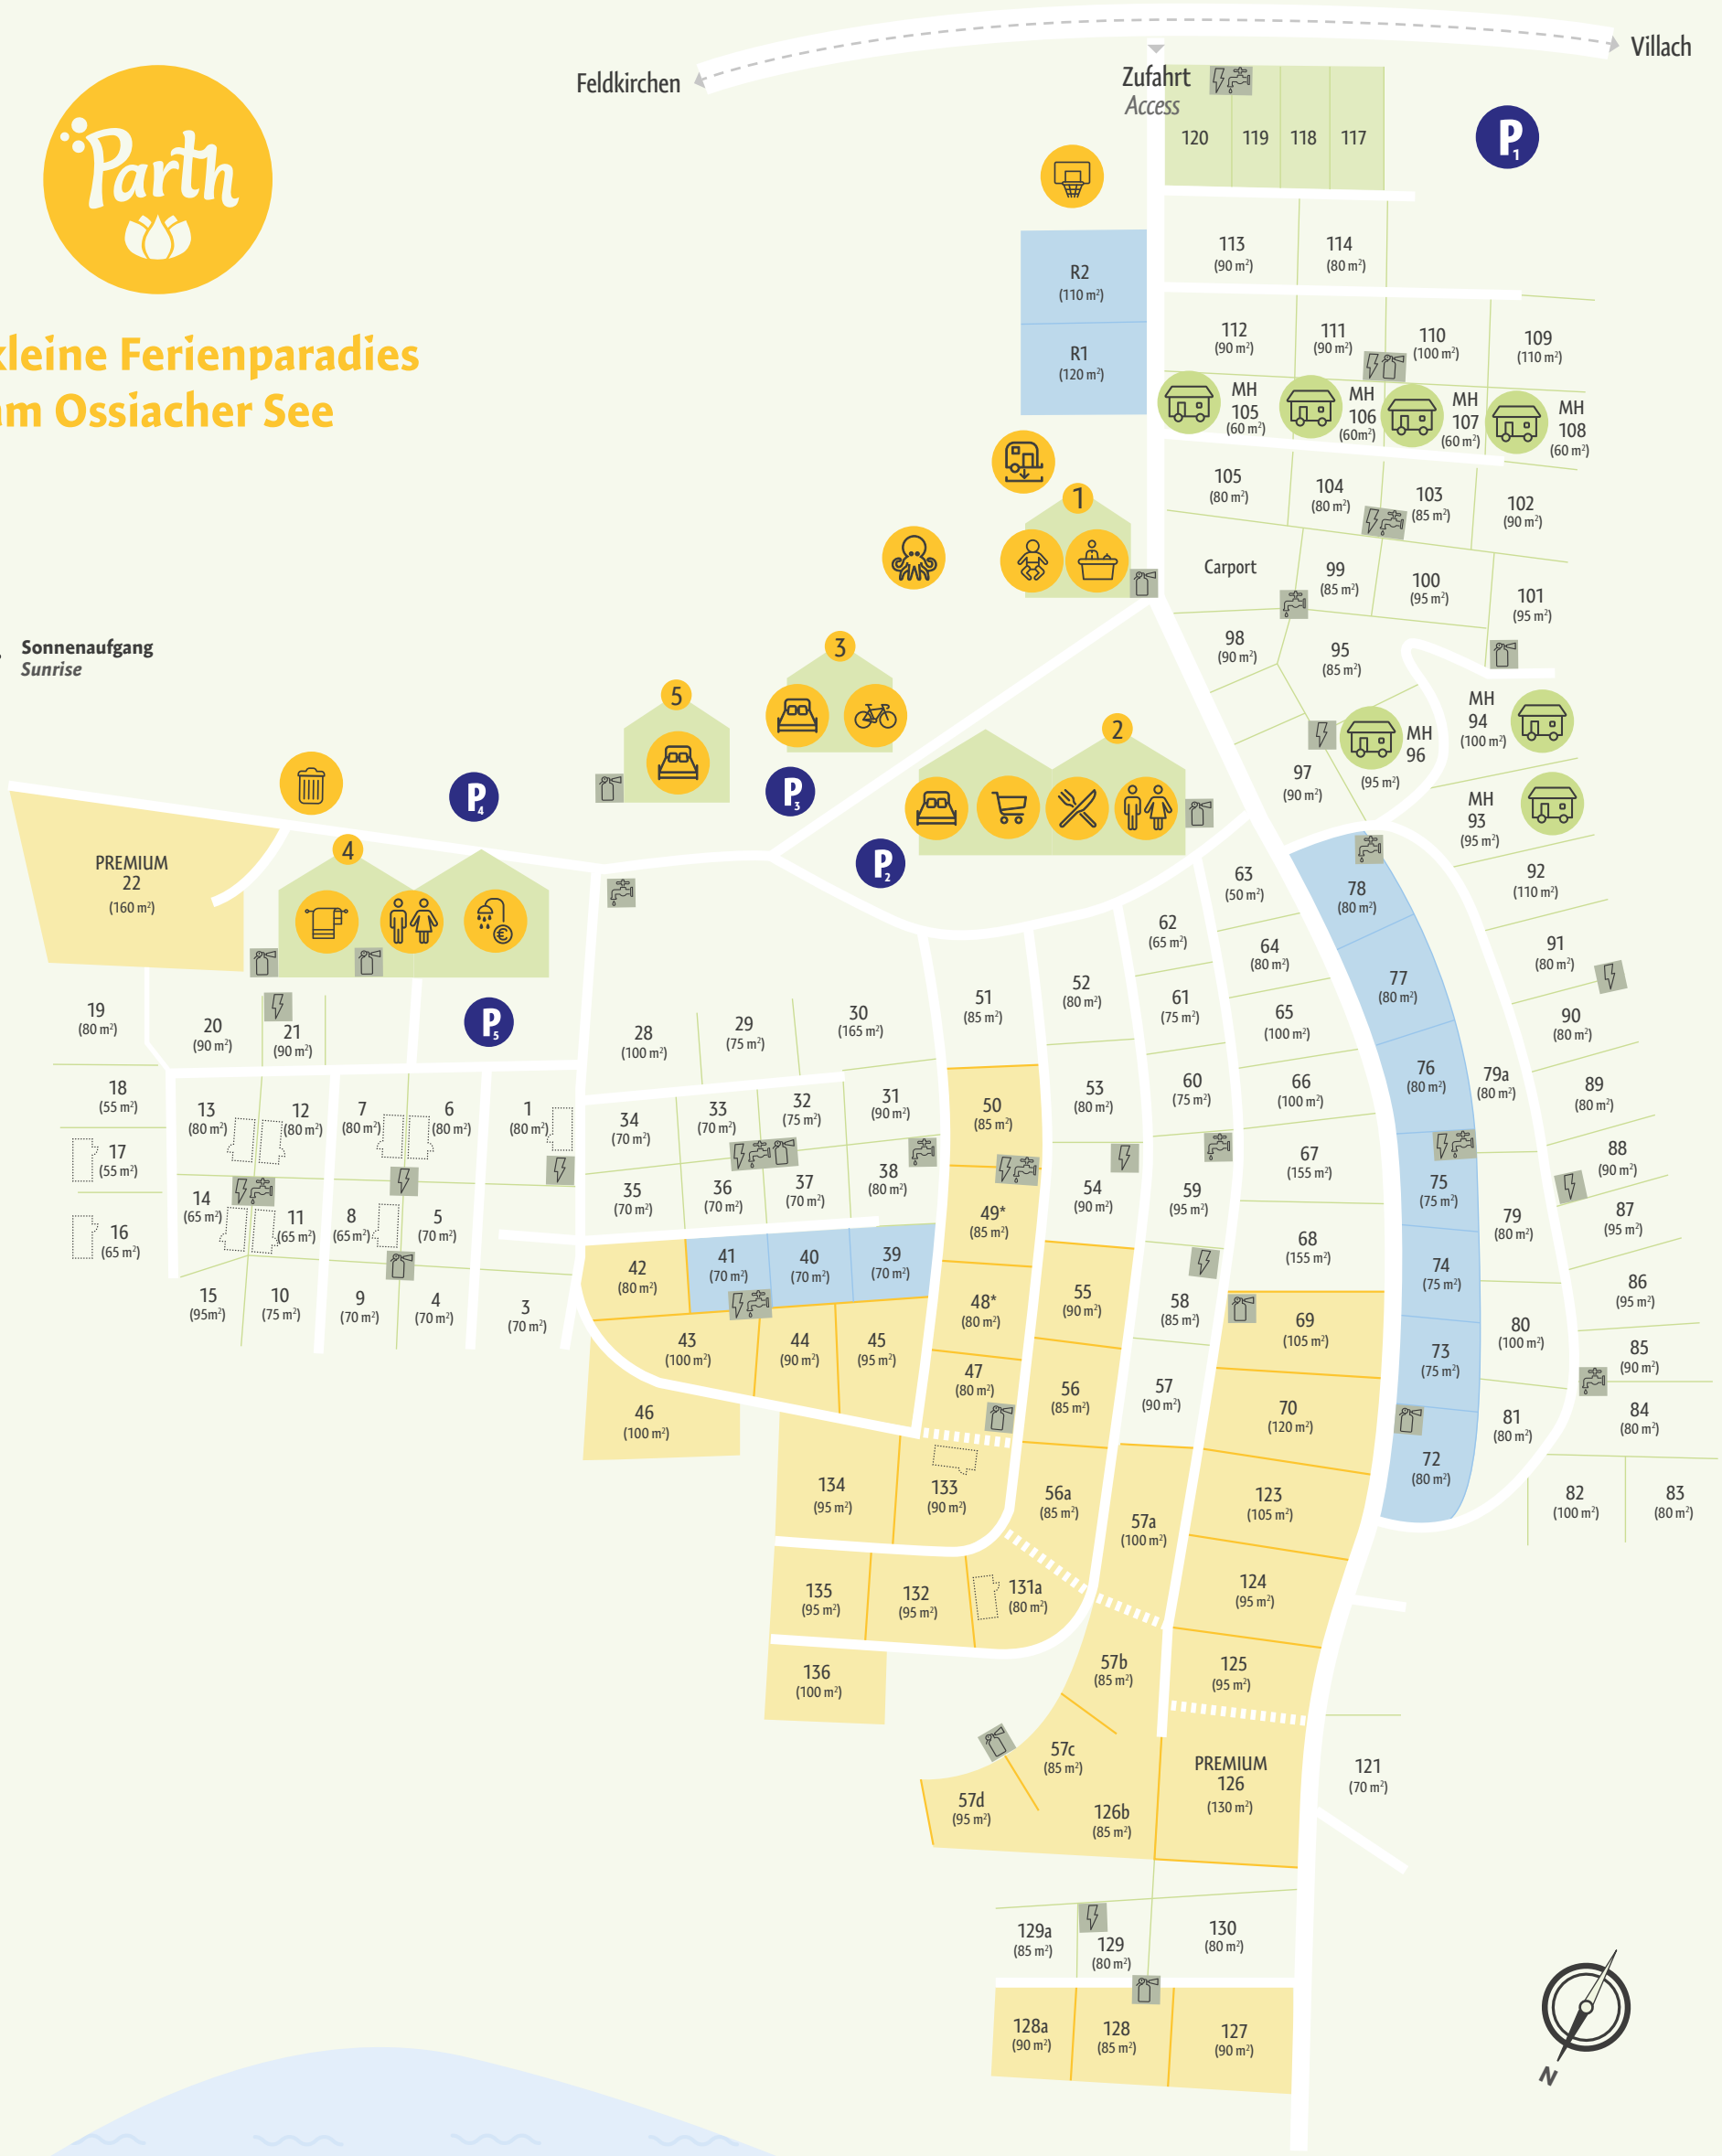 Feldkirchen
Villach
Zufahrt
Access
P1
120 119 118 117
Parth
kleine Ferienparadies
am Ossiacher See
Sonnenaufgang
Sunrise
R2
(110 m²)
R1
(120 m²)
113
(90 m²)
114
(80 m²)
112
(90 m²)
111
(90 m²)
110
(100 m²)
109
(110 m²)
MH
105
(60 m²)
MH
106
(60m²)
MH
107
(60 m²)
MH
108
(60 m²)
105
(80 m²)
104
(80 m²)
103
(85 m²)
102
(90 m²)
Carport
99
(85 m²)
100
(95 m²)
101
(95 m²)
98
(90 m²)
95
(85 m²)
MH
94
(100 m²)
MH
96
(95 m²)
97
(90 m²)
MH
93
(95 m²)
92
(110 m²)
1
3
5
2
4
P4
P3
P2
P5
€
PREMIUM
22
(160 m²)
63
(50 m²)
78
(80 m²)
62
(65 m²)
64
(80 m²)
91
(80 m²)
77
(80 m²)
52
(80 m²)
61
(75 m²)
65
(100 m²)
90
(80 m²)
51
(85 m²)
30
(165 m²)
29
(75 m²)
28
(100 m²)
19
(80 m²)
20
(90 m²)
21
(90 m²)
18
(55 m²)
13
(80 m²)
12
(80 m²)
7
(80 m²)
6
(80 m²)
1
(80 m²)
34
(70 m²)
33
(70 m²)
32
(75 m²)
31
(90 m²)
50
(85 m²)
53
(80 m²)
60
(75 m²)
66
(100 m²)
76
(80 m²)
79a
(80 m²)
89
(80 m²)
17
(55 m²)
88
(90 m²)
67
(155 m²)
75
(75 m²)
14
(65 m²)
11
(65 m²)
8
(65 m²)
5
(70 m²)
35
(70 m²)
36
(70 m²)
37
(70 m²)
38
(80 m²)
49*
(85 m²)
54
(90 m²)
59
(95 m²)
79
(80 m²)
87
(95 m²)
16
(65 m²)
68
(155 m²)
74
(75 m²)
42
(80 m²)
41
(70 m²)
40
(70 m²)
39
(70 m²)
86
(95 m²)
15
(95m²)
10
(75 m²)
9
(70 m²)
4
(70 m²)
3
(70 m²)
48*
(80 m²)
55
(90 m²)
58
(85 m²)
69
(105 m²)
80
(100 m²)
43
(100 m²)
44
(90 m²)
45
(95 m²)
47
(80 m²)
73
(75 m²)
85
(90 m²)
56
(85 m²)
57
(90 m²)
46
(100 m²)
70
(120 m²)
81
(80 m²)
84
(80 m²)
72
(80 m²)
134
(95 m²)
133
(90 m²)
56a
(85 m²)
57a
(100 m²)
123
(105 m²)
82
(100 m²)
83
(80 m²)
135
(95 m²)
132
(95 m²)
131a
(80 m²)
124
(95 m²)
136
(100 m²)
57b
(85 m²)
125
(95 m²)
57c
(85 m²)
PREMIUM
126
(130 m²)
121
(70 m²)
57d
(95 m²)
126b
(85 m²)
129a
(85 m²)
129
(80 m²)
130
(80 m²)
128a
(90 m²)
128
(85 m²)
127
(90 m²)
N